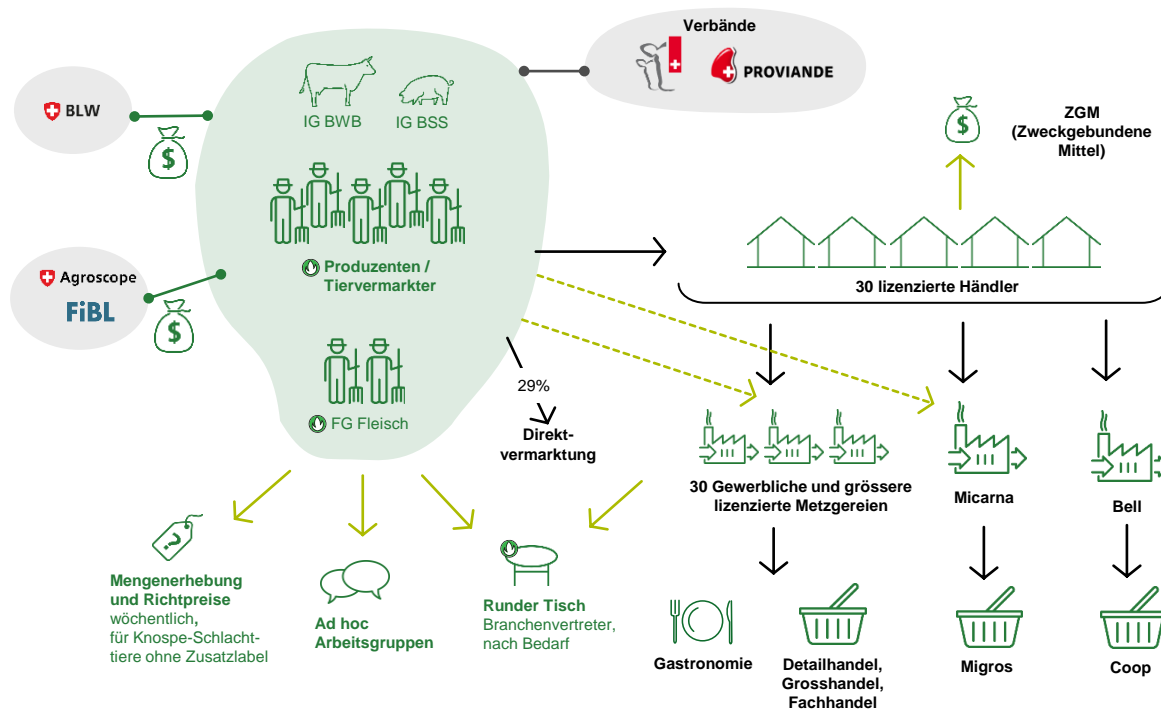 Verbände
PROVIANDE
BLW
$
IG BWB
IG BSS
$
ZGM
(Zweckgebundene
Mittel)
Agroscope
FiBL
$
Produzenten /
Tiervermarkter
30 lizenzierte Händler
FG Fleisch
29%
Direkt-
vermarktung
30 Gewerbliche und grössere
lizenzierte Metzgereien
Micarna
Bell
?
Mengenerhebung
und Richtpreise
wöchentlich,
für Knospe-Schlacht-
tiere ohne Zusatzlabel
Ad hoc
Arbeitsgruppen
Runder Tisch
Branchenvertreter,
nach Bedarf
Gastronomie
Detailhandel,
Grosshandel,
Fachhandel
Migros
Coop